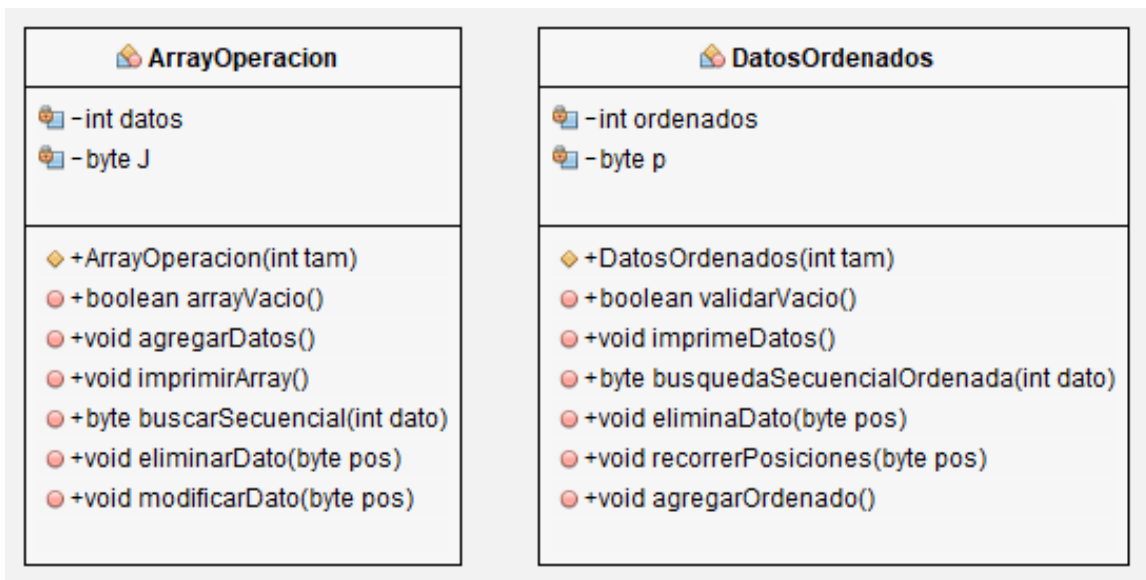 ArrayOperacion
-int datos
-byte J
+ArrayOperacion(int tam)
+boolean arrayVacio()
+void agregarDatos()
+void imprimirArray()
+byte buscarSecuencial(int dato)
+void eliminarDato(byte pos)
+void modificarDato(byte pos)
DatosOrdenados
-int ordenados
-byte p
+DatosOrdenados(int tam)
+boolean validarVacio()
+void imprimeDatos()
+byte busquedaSecuencialOrdenada(int dato)
+void eliminaDato(byte pos)
+void recorrerPosiciones(byte pos)
+void agregarOrdenado()